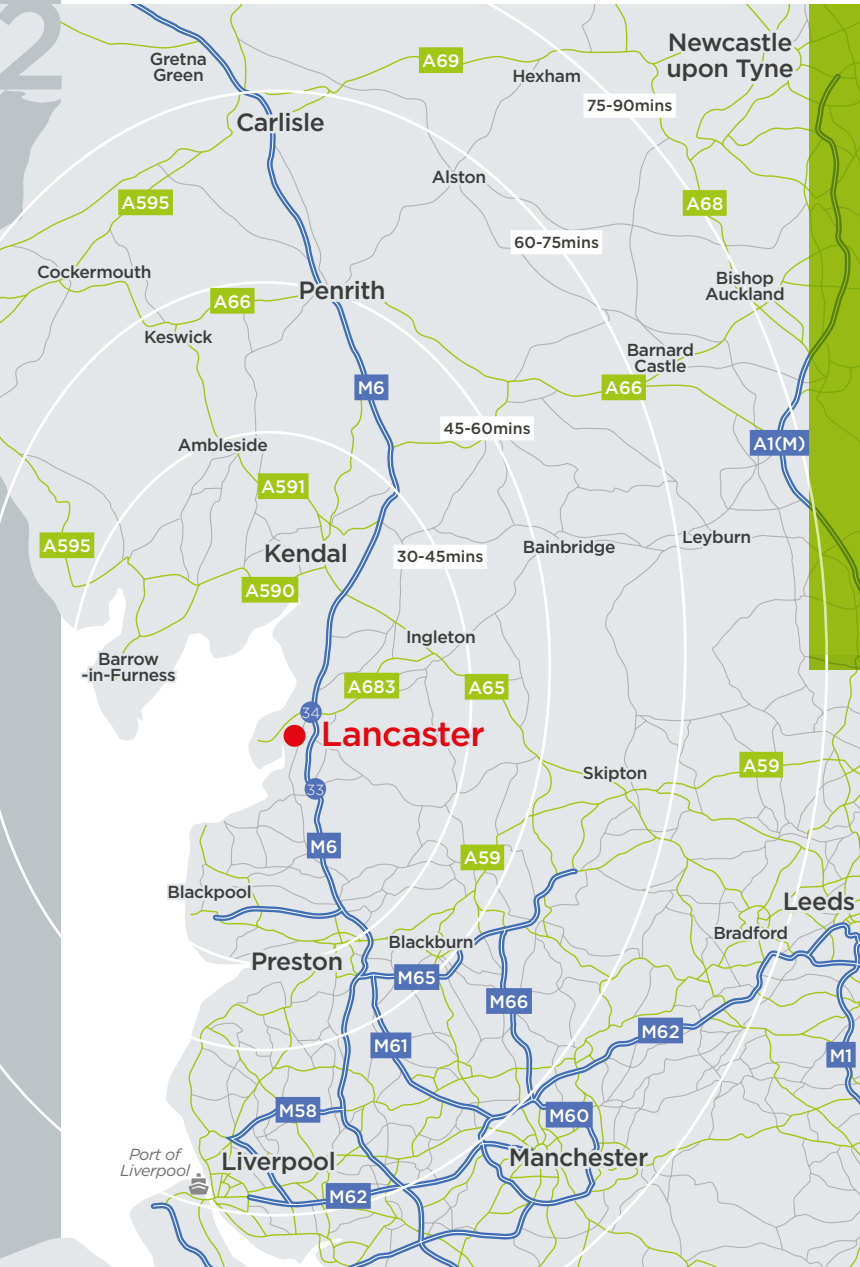 2
Gretna
Green
A69
Hexham
Newcastle
upon Tyne
75-90mins
Carlisle
Alston
A595
A68
60-75mins
Cockermouth
Bishop
Auckland
Penrith
A66
Keswick
Barnard
Castle
M6
A66
45-60mins
A1(M)
Ambleside
A591
A595
Kendal
30-45mins
Bainbridge
Leyburn
A590
Ingleton
Barrow
-in-Furness
A683
A65
34
Lancaster
A59
Skipton
33
M6
A59
Blackpool
Leeds
Bradford
Blackburn
Preston
M65
M66
M62
M61
M1
M58
M60
Port of
Liverpool
Liverpool
Manchester
M62